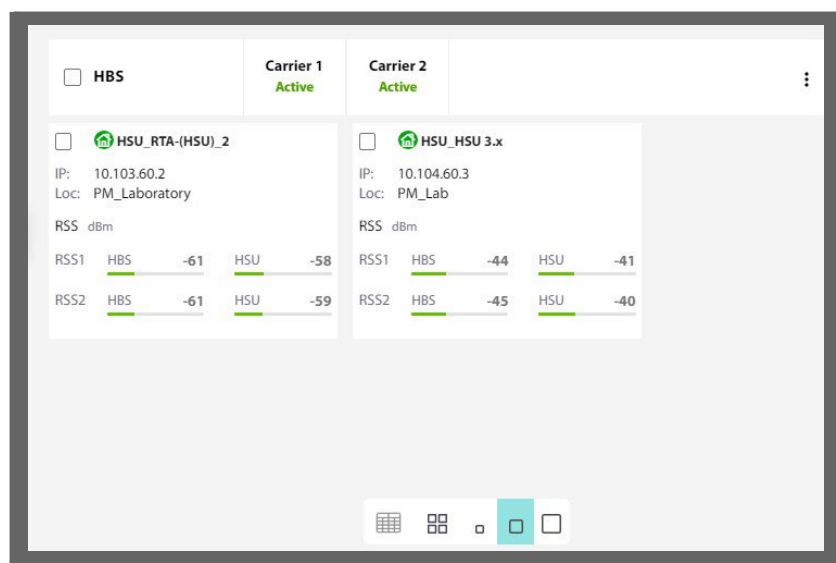 HBS
Carrier 1
Active
Carrier 2
Active
HSU_RTA-(HSU)_2
IP: 10.103.60.2
Loc: PM_Laboratory
RSS dBm
RSS1 HBS -61 HSU -58
RSS2 HBS -61 HSU -59
HSU_HSU 3.x
IP: 10.104.60.3
Loc: PM_Lab
RSS dBm
RSS1 HBS -44 HSU -41
RSS2 HBS -45 HSU -40